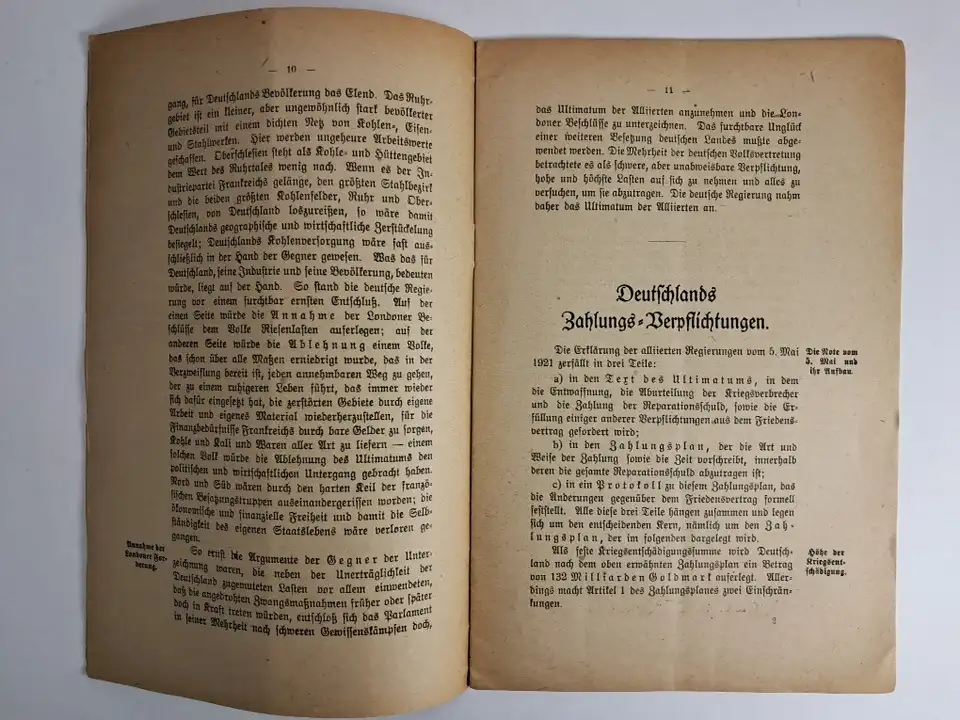 — 10 —
gang, für Deutschlands Bevölkerung das Elend. Das Ruhr-
gebiet ist ein kleiner, aber ungewöhnlich stark bevölkerter
Gebietsteil mit einem dichten Netz von Kohlen-, Eisen-
und Stahlwerken. Hier werden ungeheure Arbeitswerte
geschaffen. Oberschlesien steht als Kohle- und Hüttengebiet
dem Wert des Ruhrtales wenig nach. Wenn es der In-
dustriepartei Frankreichs gelänge, den größten Stahlbezirk
und die beiden größten Kohlenfelder, Ruhr und Ober-
schlesien, von Deutschland loszureißen, so wäre damit
Deutschlands geographische und wirtschaftliche Zerstückelung
besiegelt; Deutschlands Kohlenversorgung wäre fast aus-
schließlich in der Hand der Gegner gewesen. Was das für
Deutschland, seine Industrie und seine Bevölkerung, bedeuten
würde, liegt auf der Hand. So stand die deutsche Regie-
rung vor einem furchtbar ernsten Entschluß. Auf der
einen Seite würde die Annahme der Londoner Be-
schlüsse dem Volke Riesenlasten auferlegen; auf der
anderen Seite würde die Ablehnung einem Volke,
das schon über alle Maßen erniedrigt wurde, das in der
Verzweiflung bereit ist, jeden annehmbaren Weg zu gehen,
der zu einem ruhigeren Leben führt, das immer wieder
sich dafür eingesetzt hat, die zerstörten Gebiete durch eigene
Arbeit und eigenes Material wiederherzustellen, für die
Finanzbedürfnisse Frankreichs durch bare Gelder zu sorgen,
Kohle und Kali und Waren aller Art zu liefern — einem
solchen Volk würde die Ablehnung des Ultimatums den
politischen und wirtschaftlichen Untergang gebracht haben.
Nord und Süd wären durch den harten Keil der franzö-
sischen Besatzungstruppen auseinandergerissen worden; die
ökonomische und finanzielle Freiheit und damit die Selb-
ständigkeit des eigenen Staatslebens wäre verloren ge-
gangen.
Annahme der
Londoner For-
derung.
So ernst die Argumente der Gegner der Unter-
zeichnung waren, die neben der Unerträglichkeit der
Deutschland zugemuteten Lasten vor allem einwendeten,
daß die angedrohten Zwangsmaßnahmen früher oder später
doch in Kraft treten würden, entschloß sich das Parlament
in seiner Mehrheit nach schweren Gewissenskämpfen doch,
— 11 —
das Ultimatum der Alliierten anzunehmen und die Lon-
doner Beschlüsse zu unterzeichnen. Das furchtbare Unglück
einer weiteren Besetzung deutschen Landes mußte abge-
wendet werden. Die Mehrheit der deutschen Volksvertretung
betrachtete es als schwere, aber unabweisbare Verpflichtung,
hohe und höchste Lasten auf sich zu nehmen und alles zu
versuchen, um sie abzutragen. Die deutsche Regierung nahm
daher das Ultimatum der Alliierten an.
Deutschlands
Zahlungs-Verpflichtungen.
Die Erklärung der alliierten Regierungen vom 5. Mai
1921 zerfällt in drei Teile:
Die Note vom
5. Mai und
ihr Aufbau.
a) in den Text des Ultimatums, in dem
die Entwaffnung, die Aburteilung der Kriegsverbrecher
und die Zahlung der Reparationsschuld, sowie die Er-
füllung einiger anderer Verpflichtungen aus dem Friedens-
vertrag gefordert wird;
b) in den Zahlungsplan, der die Art und
Weise der Zahlung sowie die Zeit vorschreibt, innerhalb
deren die gesamte Reparationsschuld abzutragen ist;
c) in ein Protokoll zu diesem Zahlungsplan, das
die Änderungen gegenüber dem Friedensvertrag formell
feststellt. Alle diese drei Teile hängen zusammen und legen
sich um den entscheidenden Kern, nämlich um den Zah-
lungsplan, der im folgenden dargelegt wird.
Als feste Kriegsentschädigungssumme wird Deutsch-
land nach dem oben erwähnten Zahlungsplan ein Betrag
von 132 Milliarden Goldmark auferlegt. Aller-
dings macht Artikel 1 des Zahlungsplanes zwei Einschrän-
kungen.
Höhe der
Kriegsent-
schädigung.